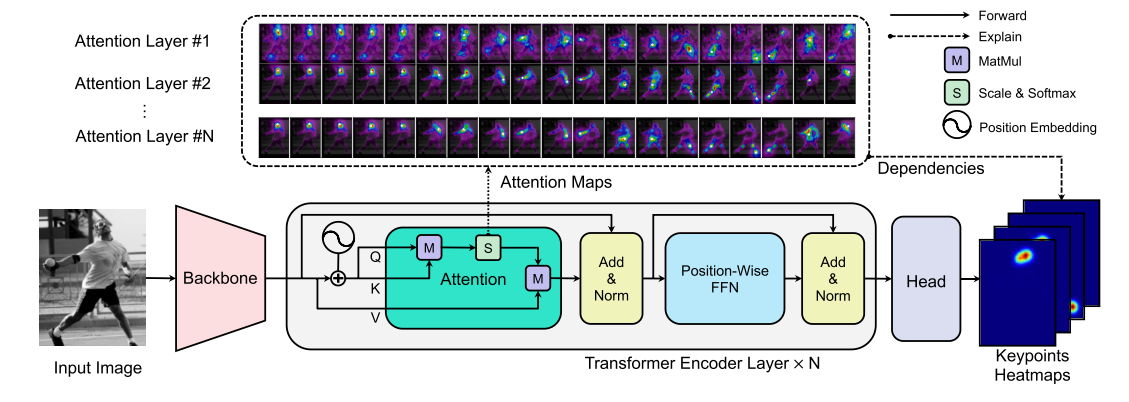 Attention Layer #1
Attention Layer #2
⋮
Attention Layer #N
Forward
Explain
M MatMul
S Scale & Softmax
Position Embedding
Attention Maps
Dependencies
Input Image
Backbone
Q
K
V
M
S
M
Attention
Add
&
Norm
Position-Wise
FFN
Add
&
Norm
Head
Transformer Encoder Layer × N
Keypoints
Heatmaps